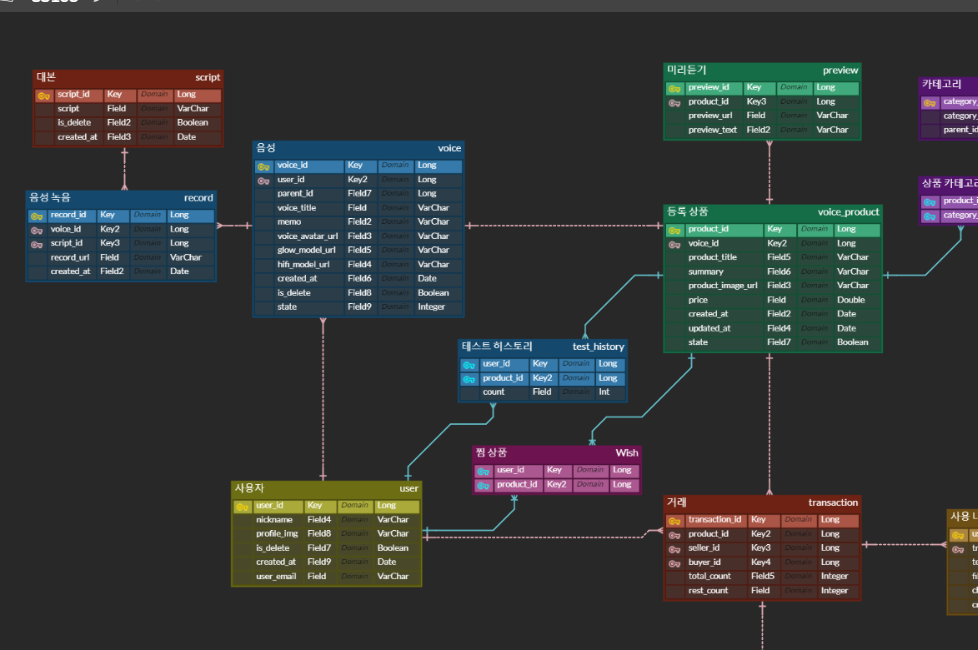 대본 script
script_id Key Domain Long
script Field Domain VarChar
is_delete Field2 Domain Boolean
created_at Field3 Domain Date
음성 녹음 record
record_id Key Domain Long
voice_id Key2 Domain Long
script_id Key3 Domain Long
record_url Field Domain VarChar
created_at Field2 Domain Date
음성 voice
voice_id Key Domain Long
user_id Key2 Domain Long
parent_id Field7 Domain Long
voice_title Field Domain VarChar
memo Field2 Domain VarChar
voice_avatar_url Field3 Domain VarChar
glow_model_url Field5 Domain VarChar
hifi_model_url Field4 Domain VarChar
created_at Field6 Domain Date
is_delete Field8 Domain Boolean
state Field9 Domain Integer
미리듣기 preview
preview_id Key Domain Long
product_id Key3 Domain Long
preview_url Field Domain VarChar
preview_text Field2 Domain VarChar
카테고리
category_
category_
parent_id
상품 카테고리
product_i
category_
등록 상품 voice_product
product_id Key Domain Long
voice_id Key2 Domain Long
product_title Field5 Domain VarChar
summary Field6 Domain VarChar
product_image_url Field3 Domain VarChar
price Field Domain Double
created_at Field2 Domain Date
updated_at Field4 Domain Date
state Field7 Domain Boolean
테스트 히스토리 test_history
user_id Key Domain Long
product_id Key2 Domain Long
count Field Domain Int
찜 상품 Wish
user_id Key Domain Long
product_id Key2 Domain Long
사용자 user
user_id Key Domain Long
nickname Field4 Domain VarChar
profile_img Field8 Domain VarChar
is_delete Field7 Domain Boolean
created_at Field9 Domain Date
user_email Field Domain VarChar
거래 transaction
transaction_id Key Domain Long
product_id Key2 Domain Long
seller_id Key3 Domain Long
buyer_id Key4 Domain Long
total_count Field5 Domain Integer
rest_count Field Domain Integer
사용